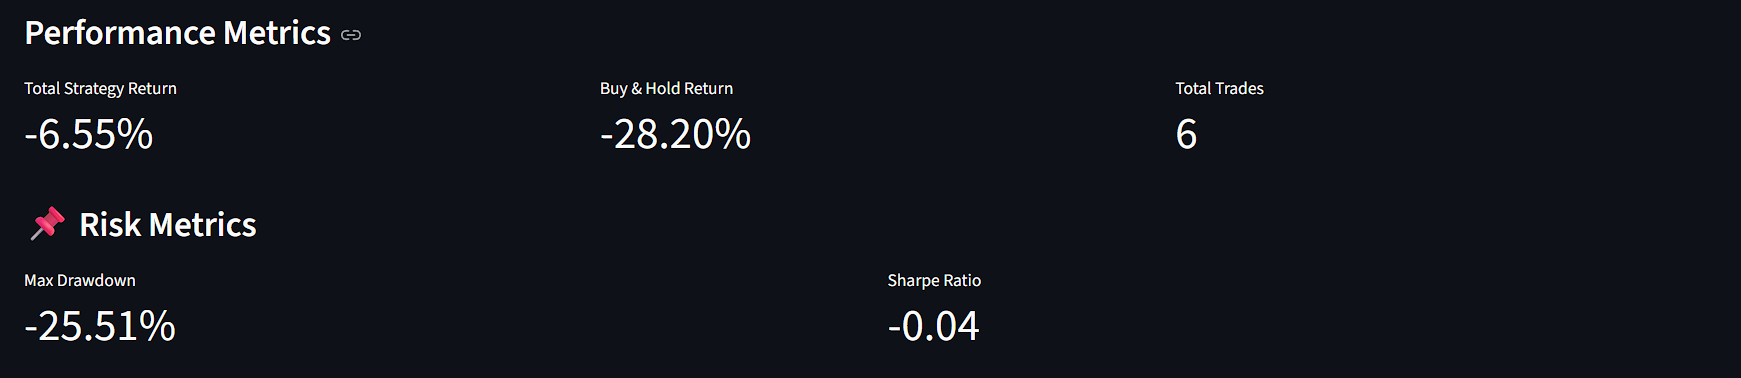 Performance Metrics
Total Strategy Return Buy & Hold Return Total Trades
-6.55% -28.20% 6
Risk Metrics
Max Drawdown Sharpe Ratio
-25.51% -0.04